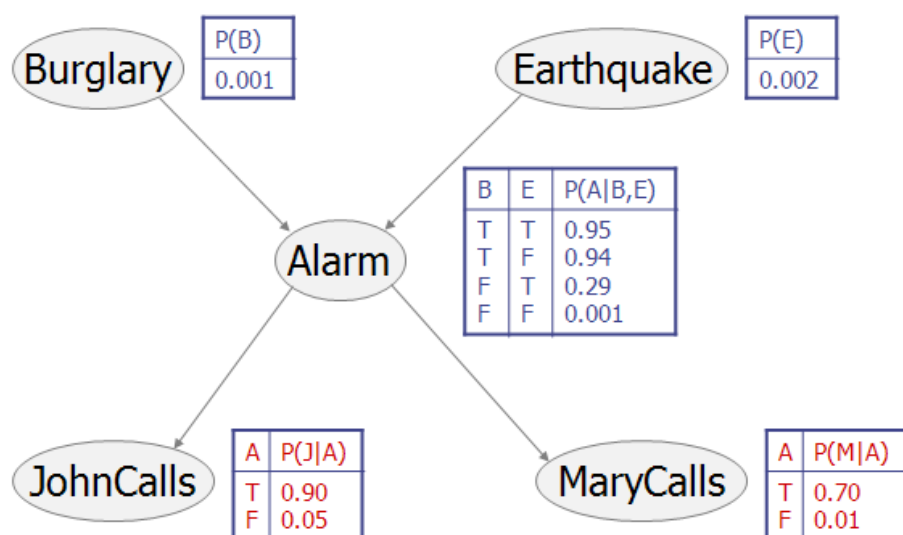 Burglary
P(B)
0.001
Earthquake
P(E)
0.002
B E P(A|B,E)
T T 0.95
T F 0.94
F T 0.29
F F 0.001
Alarm
JohnCalls
A P(J|A)
T 0.90
F 0.05
MaryCalls
A P(M|A)
T 0.70
F 0.01